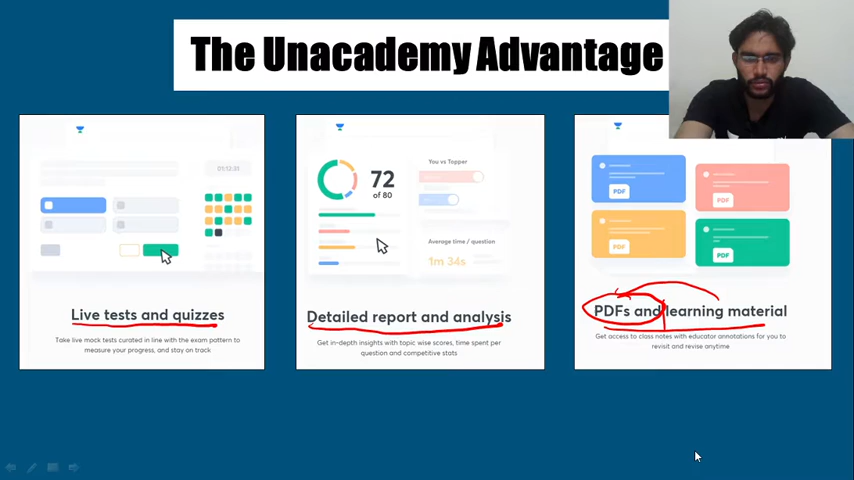 The Unacademy Advantage
01:12:35
Live tests and quizzes
Take live mock tests curated in line with the exam pattern to
measure your progress, and stay on track
72
of 80
You vs Topper
Average time / question
1m 34s
Detailed report and analysis
Get in-depth insights with topic wise scores, time spent per
question and competitive stats
PDF
PDF
PDF
PDF
PDFs and learning material
Get access to class notes with educator annotations for you to
revisit and revise anytime